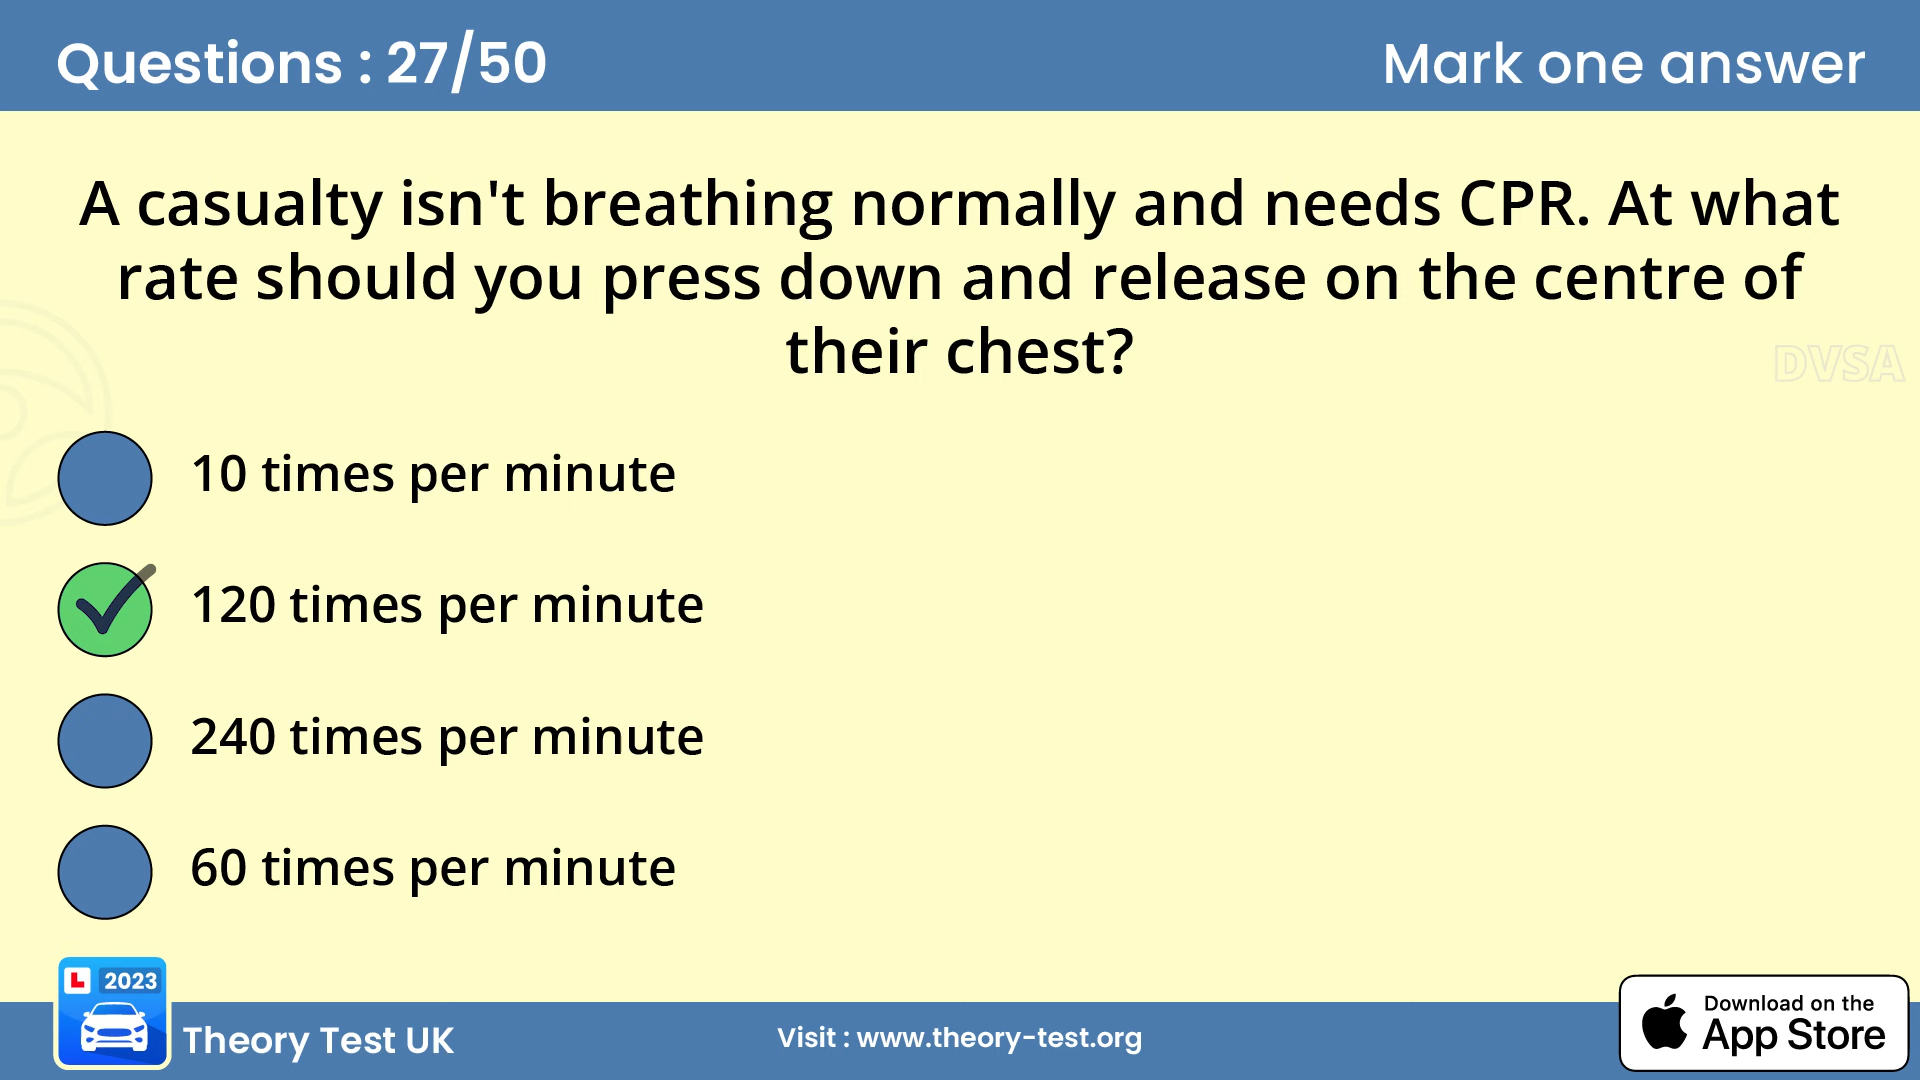 Questions : 27/50
Mark one answer
A casualty isn't breathing normally and needs CPR. At what
rate should you press down and release on the centre of
their chest?
DVSA
10 times per minute
120 times per minute
240 times per minute
60 times per minute
L 2023
Theory Test UK
Visit : www.theory-test.org
Download on the
App Store